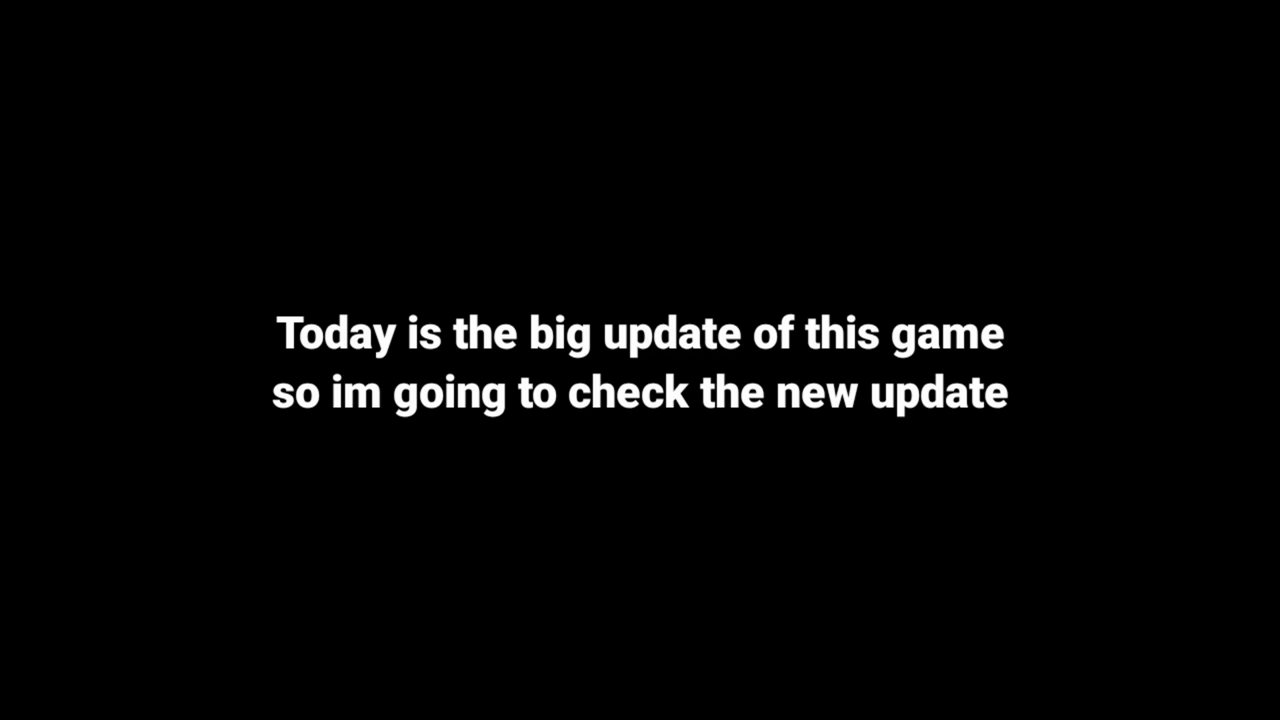 Today is the big update of this game
so im going to check the new update